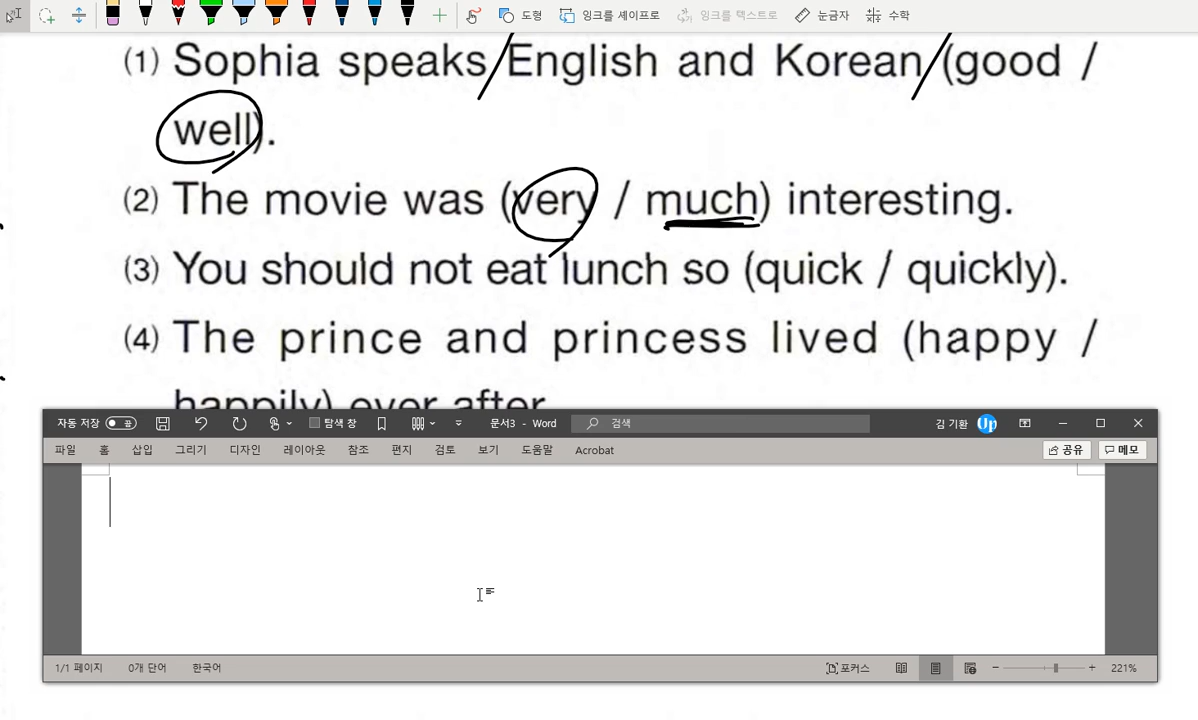 도형 잉크를 셰이프로 잉크를 텍스트로 눈금자 수학
(1) Sophia speaks/English and Korean/(good /
well).
(2) The movie was (very / much) interesting.
(3) You should not eat lunch so (quick / quickly).
(4) The prince and princess lived (happy /
happily) ever after
자동 저장 끔 탐색 창 문서3 - Word 검색 김 기환 Up
파일 홈 삽입 그리기 디자인 레이아웃 참조 편지 검토 보기 도움말 Acrobat 공유 메모
1/1 페이지 0개 단어 한국어 포커스 221%